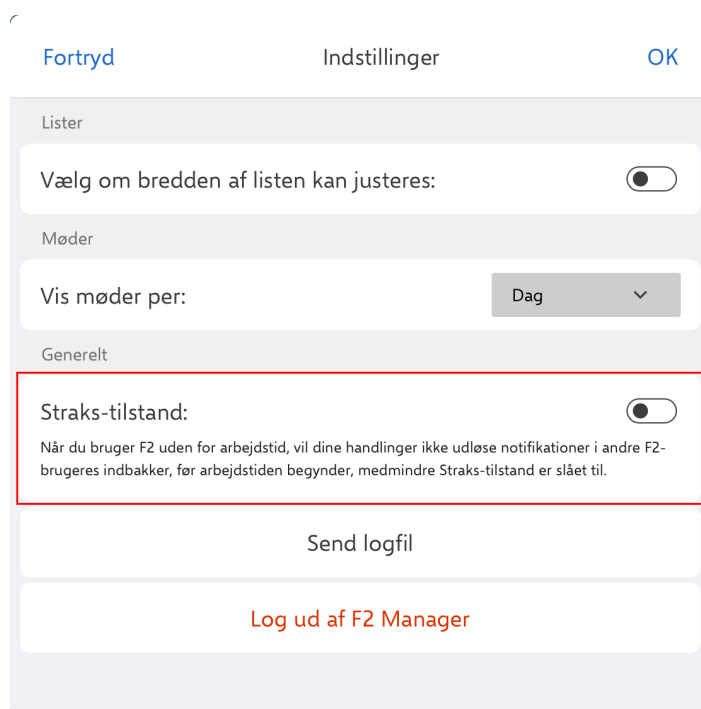 Fortryd Indstillinger OK
Lister
Vælg om bredden af listen kan justeres:
Møder
Vis møder per: Dag
Generelt
Straks-tilstand:
Når du bruger F2 uden for arbejdstid, vil dine handlinger ikke udløse notifikationer i andre F2-
brugeres indbakker, før arbejdstiden begynder, medmindre Straks-tilstand er slået til.
Send logfil
Log ud af F2 Manager